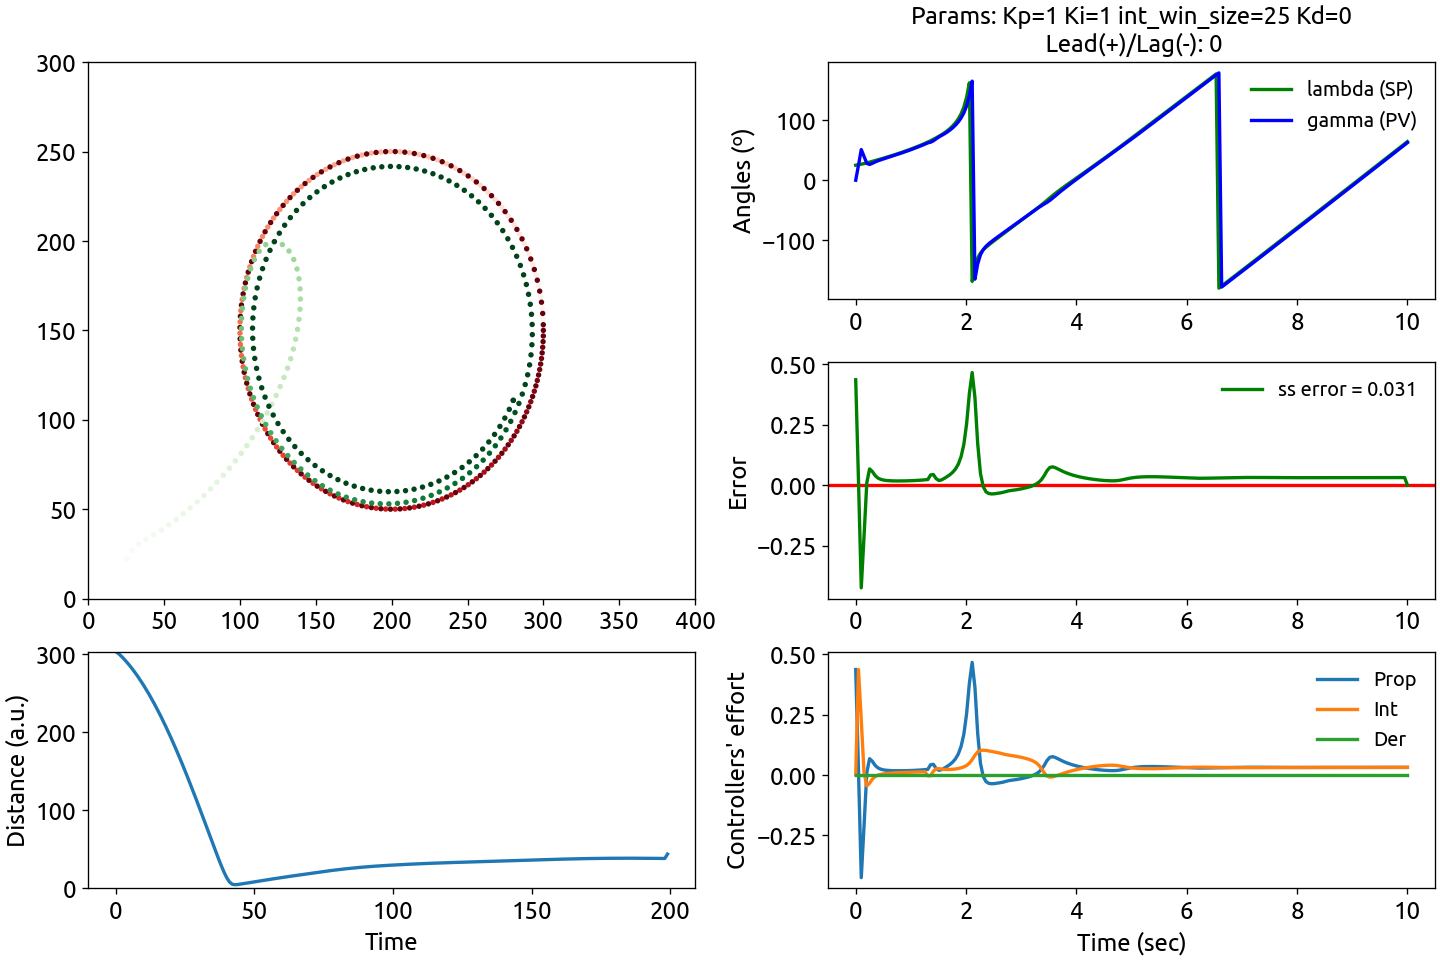 300
250
200
150
100
50
0
0 50 100 150 200 250 300 350 400
Params: Kp=1 Ki=1 int_win_size=25 Kd=0
Lead(+)/Lag(-): 0
Angles (º)
100
0
−100
lambda (SP)
gamma (PV)
0 2 4 6 8 10
Error
0.50
0.25
0.00
−0.25
ss error = 0.031
0 2 4 6 8 10
Distance (a.u.)
300
200
100
0
0 50 100 150 200
Time
Controllers' effort
0.50
0.25
0.00
−0.25
Prop
Int
Der
0 2 4 6 8 10
Time (sec)